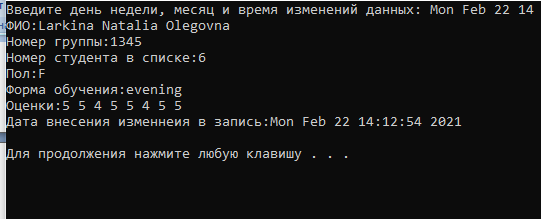 Введите день недели, месяц и время изменений данных: Mon Feb 22 14
ФИО:Larkina Natalia Olegovna
Номер группы:1345
Номер студента в списке:6
Пол:F
Форма обучения:evening
Оценки:5 5 4 5 5 4 5 5
Дата внесения изменнеия в запись:Mon Feb 22 14:12:54 2021
Для продолжения нажмите любую клавишу . . .